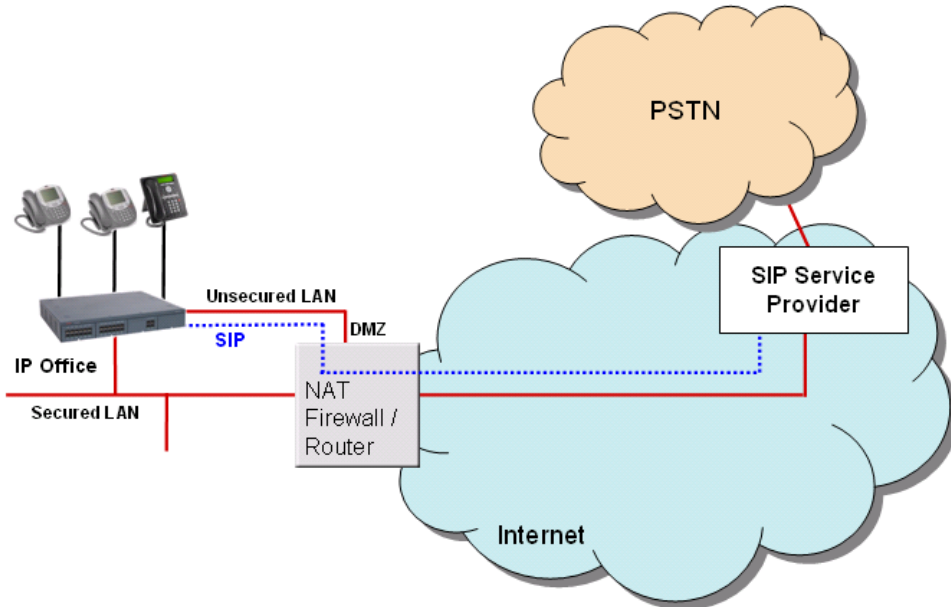 PSTN
SIP Service
Provider
Unsecured LAN
DMZ
SIP
IP Office
Secured LAN
NAT
Firewall /
Router
Internet